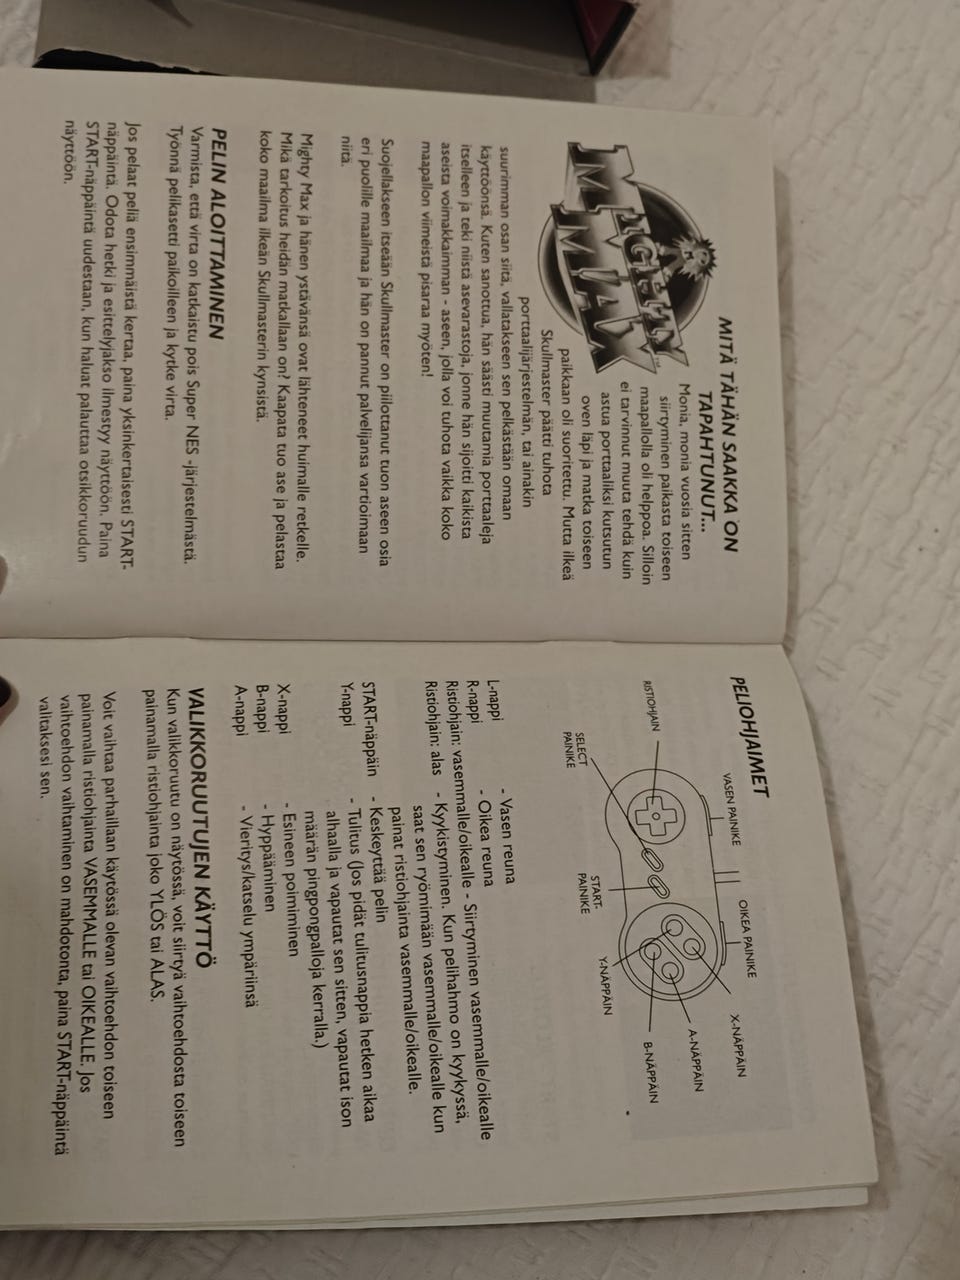 MITÄ TÄHÄN SAAKKA ON
TAPAHTUNUT...
MIGHTY
MAX
Monia, monia vuosia sitten
siirtyminen paikasta toiseen
maapallolla oli helppoa. Silloin
ei tarvinnut muuta tehdä kuin
astua porttaaliksi kutsutun
oven läpi ja matka toiseen
paikkaan oli suoritettu. Mutta ilkeä
Skullmaster päätti tuhota
porttaalijärjestelmän, tai ainakin
suurimman osan siitä, vallatakseen sen pelkästään omaan
käyttöönsä. Kuten sanottua, hän säästi muutamia porttaaleja
itselleen ja teki niistä asevarastoja, jonne hän sijoitti kaikista
aseista voimakkaimman - aseen, jolla voi tuhota vaikka koko
maapallon viimeistä pisaraa myöten!
Suojellakseen itseään Skullmaster on piilottanut tuon aseen osia
eri puolille maailmaa ja hän on pannut palvelijansa vartioimaan
niitä.
Mighty Max ja hänen ystävänsä ovat lähteneet huimalle retkelle.
Mikä tarkoitus heidän matkallaan on? Kaapata tuo ase ja pelastaa
koko maailma ilkeän Skullmasterin kynsistä.
PELIN ALOITTAMINEN
Varmista, että virta on katkaistu pois Super NES -järjestelmästä.
Työnnä pelikasetti paikoilleen ja kytke virta.
Jos pelaat peliä ensimmäistä kertaa, paina yksinkertaisesti START-
näppäintä. Odota hetki ja esittelyjakso ilmestyy näyttöön. Paina
START-näppäintä uudestaan, kun haluat palauttaa otsikkoruudun
näyttöön.
PELIOHJAIMET
VASEN PAINIKE
OIKEA PAINIKE
RISTIOHJAIN
X-NÄPPÄIN
A-NÄPPÄIN
B-NÄPPÄIN
Y-NÄPPÄIN
START-
PAINIKE
SELECT
PAINIKE
L-nappi - Vasen reuna
R-nappi - Oikea reuna
Ristiohjain: vasemmalle/oikealle - Siirtyminen vasemmalle/oikealle
Ristiohjain: alas - Kyykistyminen. Kun pelihahmo on kyykyssä,
saat sen ryömimään vasemmalle/oikealle kun
painat ristiohjainta vasemmalle/oikealle.
START-näppäin - Keskeyttää pelin
Y-nappi - Tulitus (Jos pidät tulitusnappia hetken aikaa
alhaalla ja vapautat sen sitten, vapautat ison
määrän pingpongpalloja kerralla.)
X-nappi - Esineen poimiminen
B-nappi - Hyppääminen
A-nappi - Vieritys/katselu ympäriinsä
VALIKKORUUTUJEN KÄYTTÖ
Kun valikkoruutu on näytössä, voit siirtyä vaihtoehdosta toiseen
painamalla ristiohjainta joko YLÖS tai ALAS.
Voit vaihtaa parhaillaan käytössä olevan vaihtoehdon toiseen
painamalla ristiohjainta VASEMMALLE tai OIKEALLE. Jos
vaihtoehdon vaihtaminen on mahdotonta, paina START-näppäintä
valitaksesi sen.